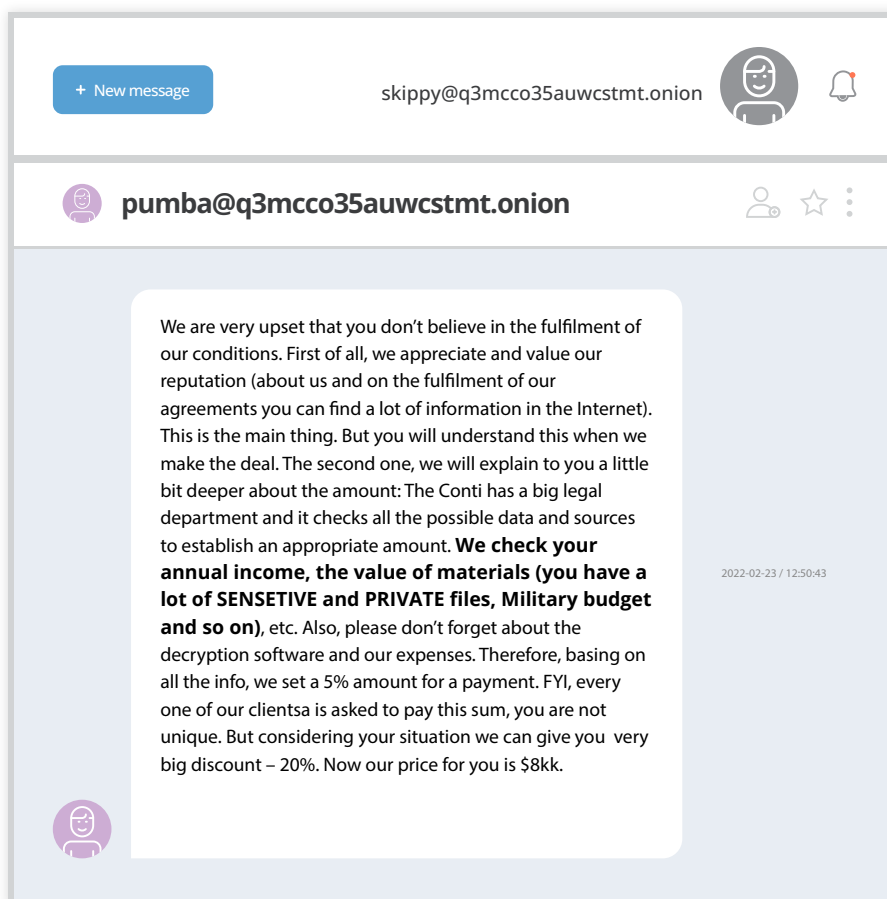 + New message
skippy@q3mcco35auwcstmt.onion
pumba@q3mcco35auwcstmt.onion
We are very upset that you don’t believe in the fulfilment of
our conditions. First of all, we appreciate and value our
reputation (about us and on the fulfilment of our
agreements you can find a lot of information in the Internet).
This is the main thing. But you will understand this when we
make the deal. The second one, we will explain to you a little
bit deeper about the amount: The Conti has a big legal
department and it checks all the possible data and sources
to establish an appropriate amount. We check your
annual income, the value of materials (you have a
lot of SENSETIVE and PRIVATE files, Military budget
and so on), etc. Also, please don’t forget about the
decryption software and our expenses. Therefore, basing on
all the info, we set a 5% amount for a payment. FYI, every
one of our clientsa is asked to pay this sum, you are not
unique. But considering your situation we can give you very
big discount – 20%. Now our price for you is $8kk.
2022-02-23 / 12:50:43